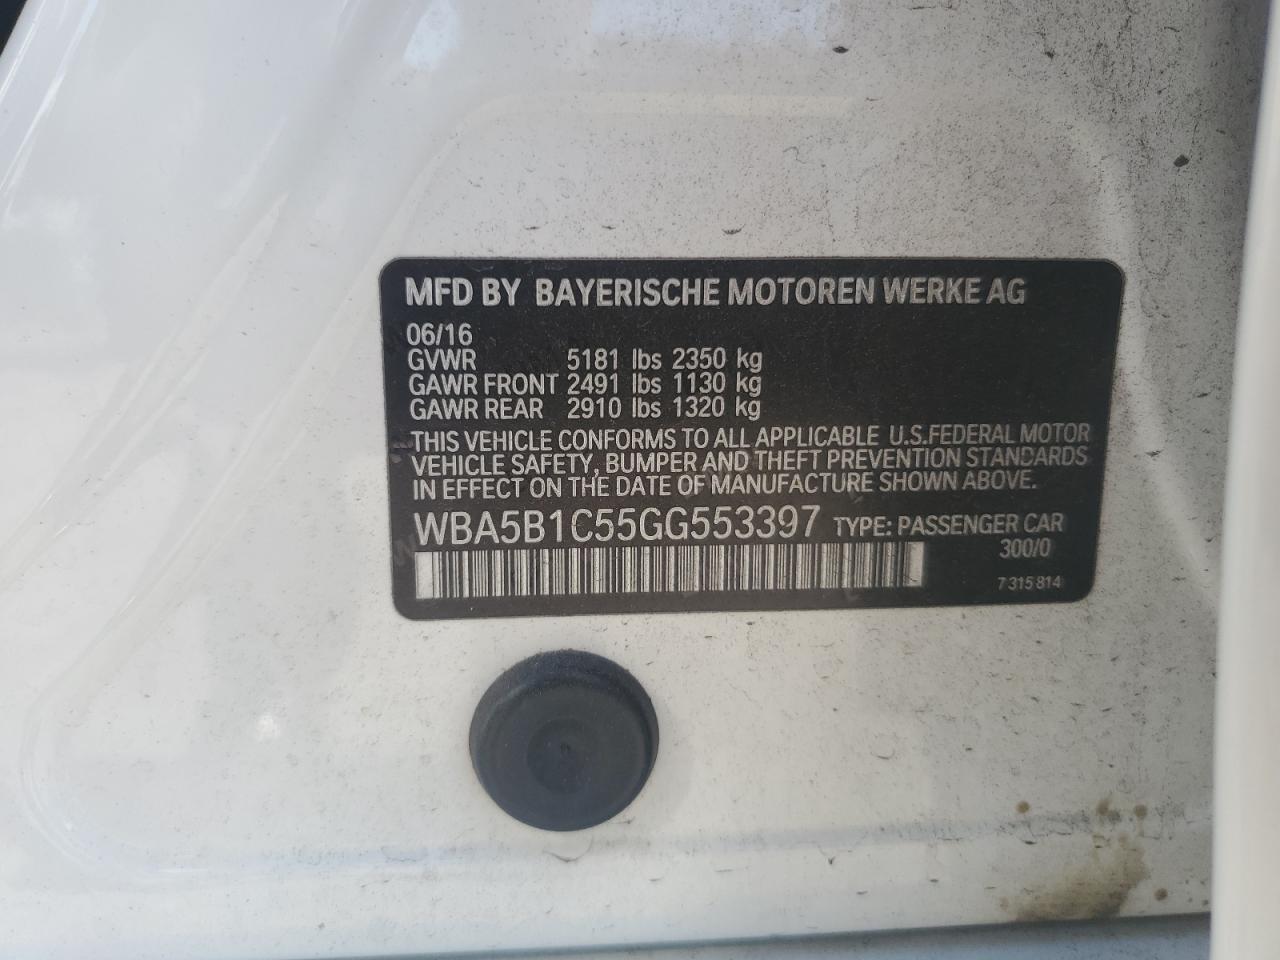 MFD BY BAYERISCHE MOTOREN WERKE AG
06/16
GVWR 5181 lbs 2350 kg
GAWR FRONT 2491 lbs 1130 kg
GAWR REAR 2910 lbs 1320 kg
THIS VEHICLE CONFORMS TO ALL APPLICABLE U.S.FEDERAL MOTOR
VEHICLE SAFETY, BUMPER AND THEFT PREVENTION STANDARDS
IN EFFECT ON THE DATE OF MANUFACTURE SHOWN ABOVE.
WBA5B1C55GG553397 TYPE: PASSENGER CAR
300/0
7 315 814